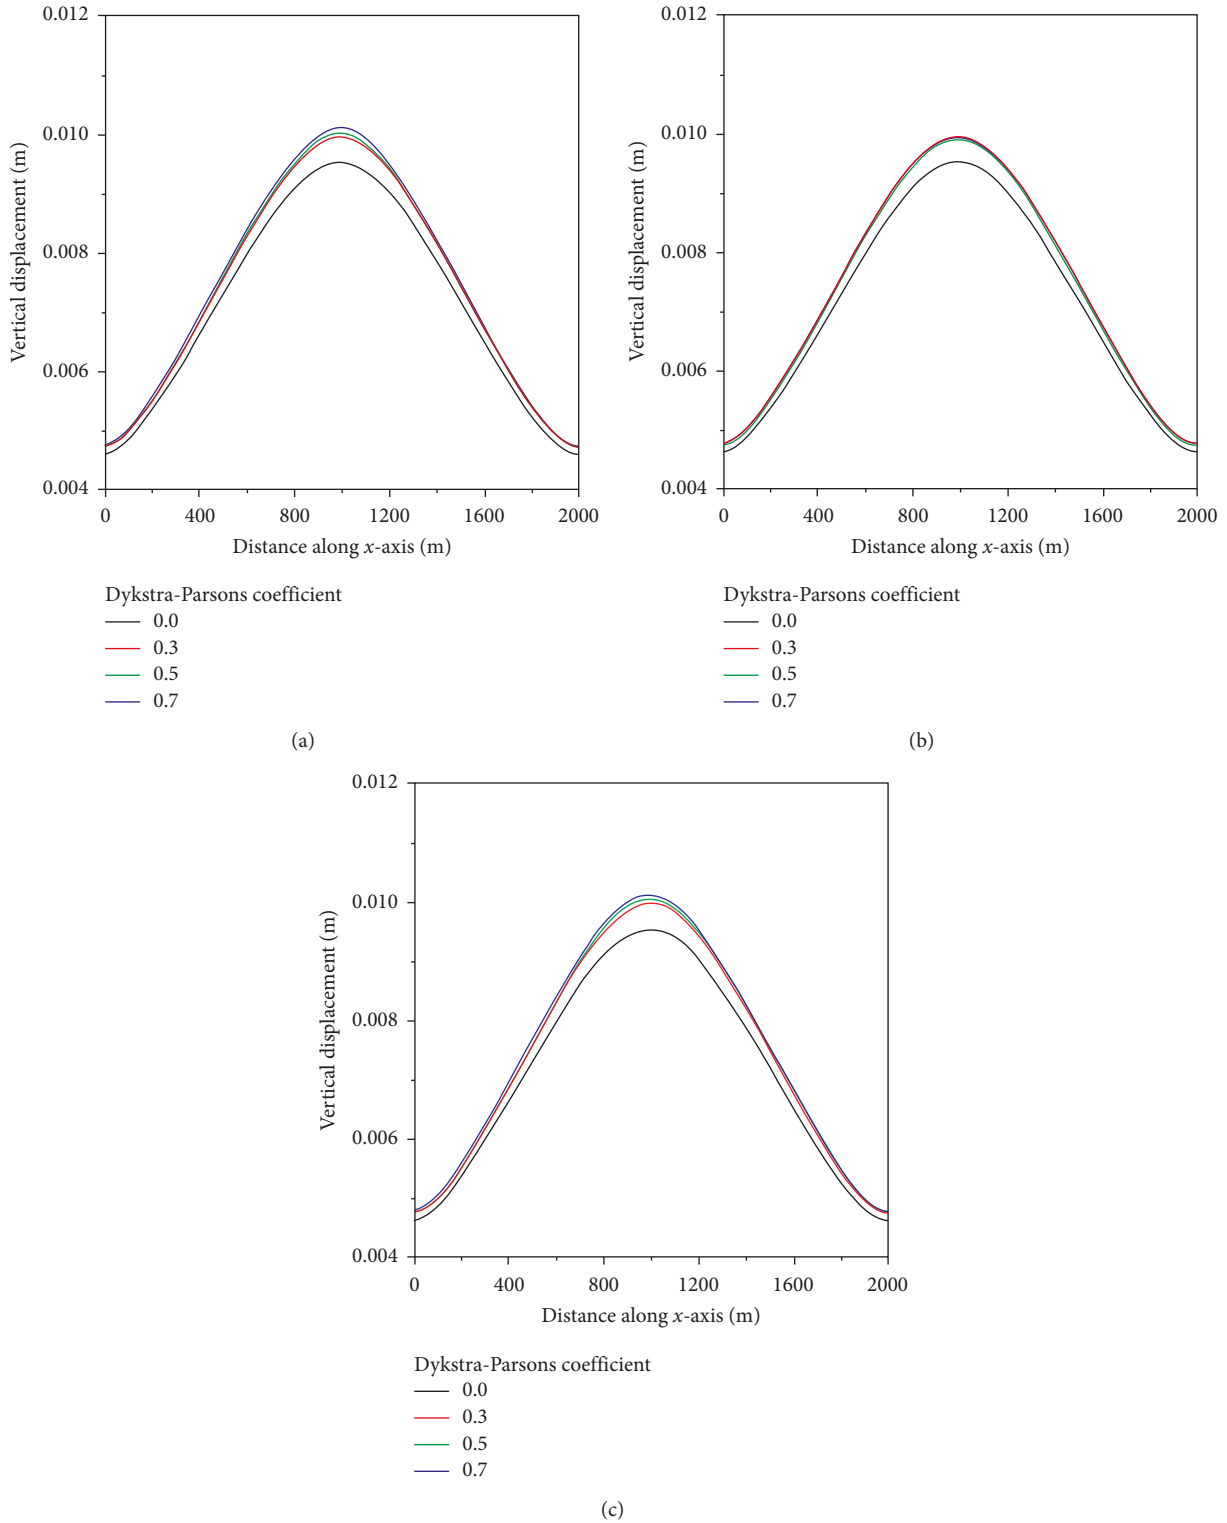 0.012
0.010
0.008
0.006
0.004
Vertical displacement (m)
0 400 800 1200 1600 2000
Distance along x-axis (m)
Dykstra-Parsons coefficient
0.0
0.3
0.5
0.7
(a)
0.012
0.010
0.008
0.006
0.004
Vertical displacement (m)
0 400 800 1200 1600 2000
Distance along x-axis (m)
Dykstra-Parsons coefficient
0.0
0.3
0.5
0.7
(b)
0.012
0.010
0.008
0.006
0.004
Vertical displacement (m)
0 400 800 1200 1600 2000
Distance along x-axis (m)
Dykstra-Parsons coefficient
0.0
0.3
0.5
0.7
(c)